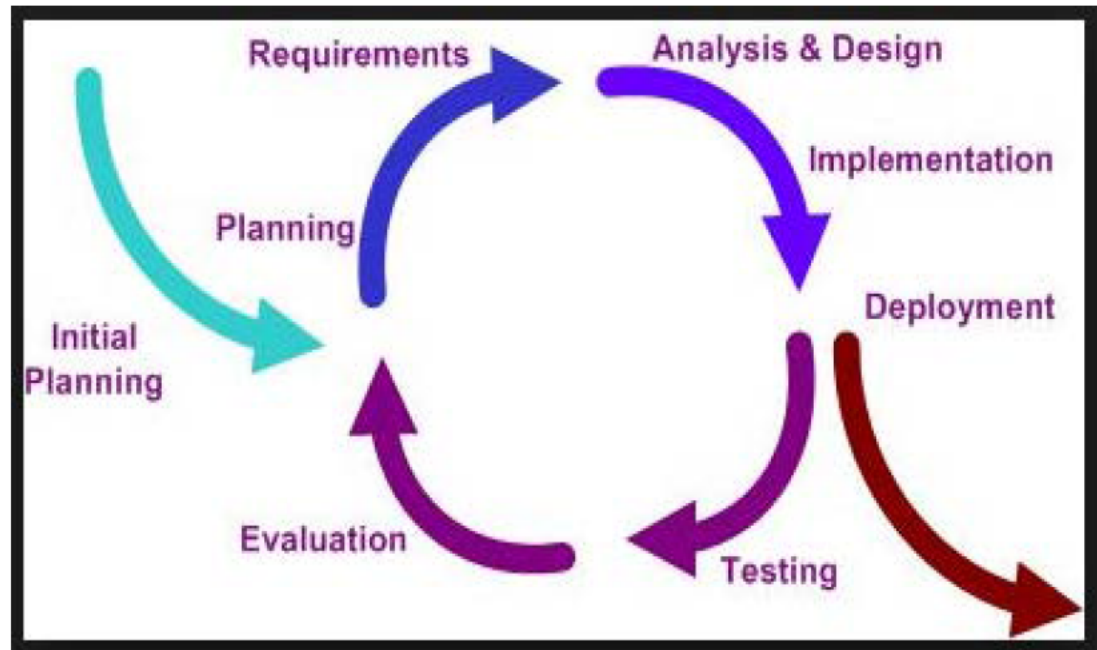 Requirements
Analysis & Design
Implementation
Planning
Deployment
Initial
Planning
Evaluation
Testing